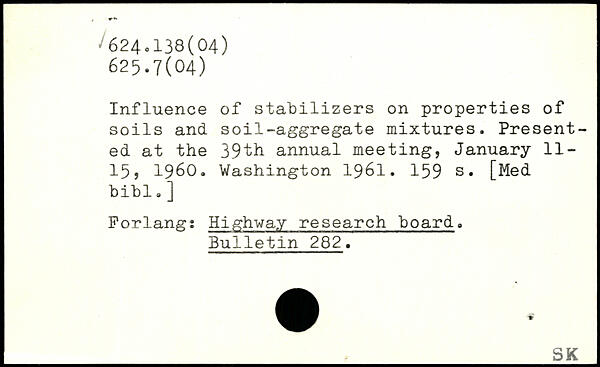 624.138(04)
625.7(04)
Influence of stabilizers on properties of
soils and soil-aggregate mixtures. Present-
ed at the 39th annual meeting, January 11-
15, 1960. Washington 1961. 159 s. [Med
bibl.]
Forlang: Highway research board.
Bulletin 282.
SK